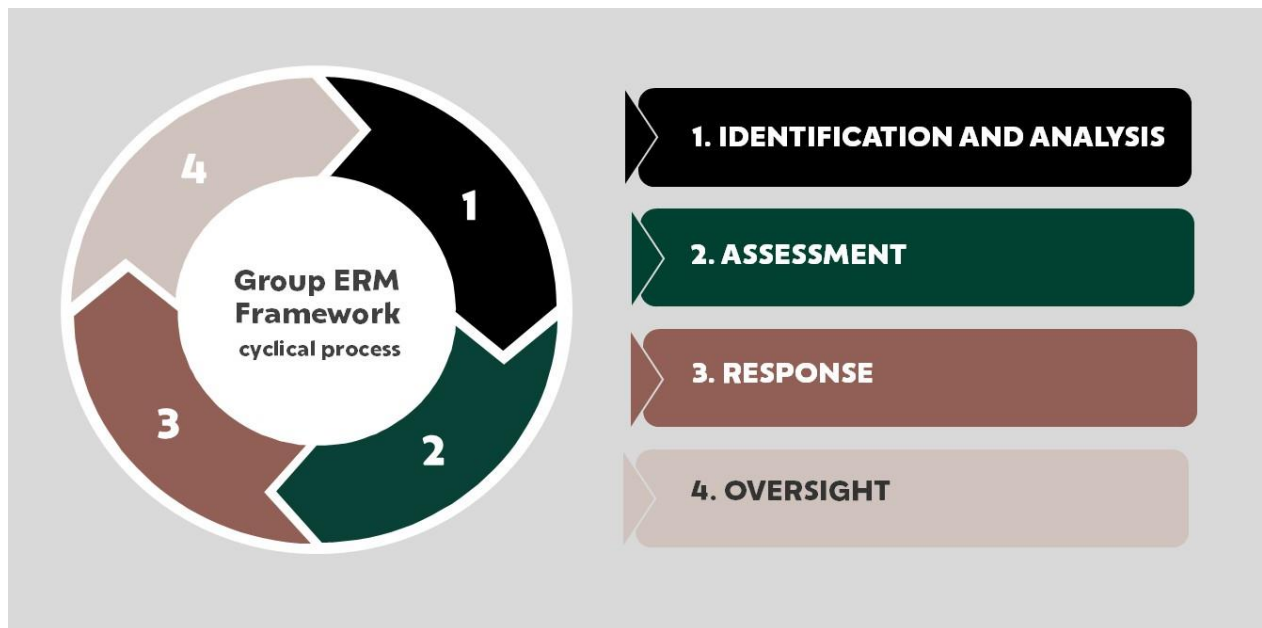 4
1
Group ERM
Framework
cyclical process
3
2
1. IDENTIFICATION AND ANALYSIS
2. ASSESSMENT
3. RESPONSE
4. OVERSIGHT